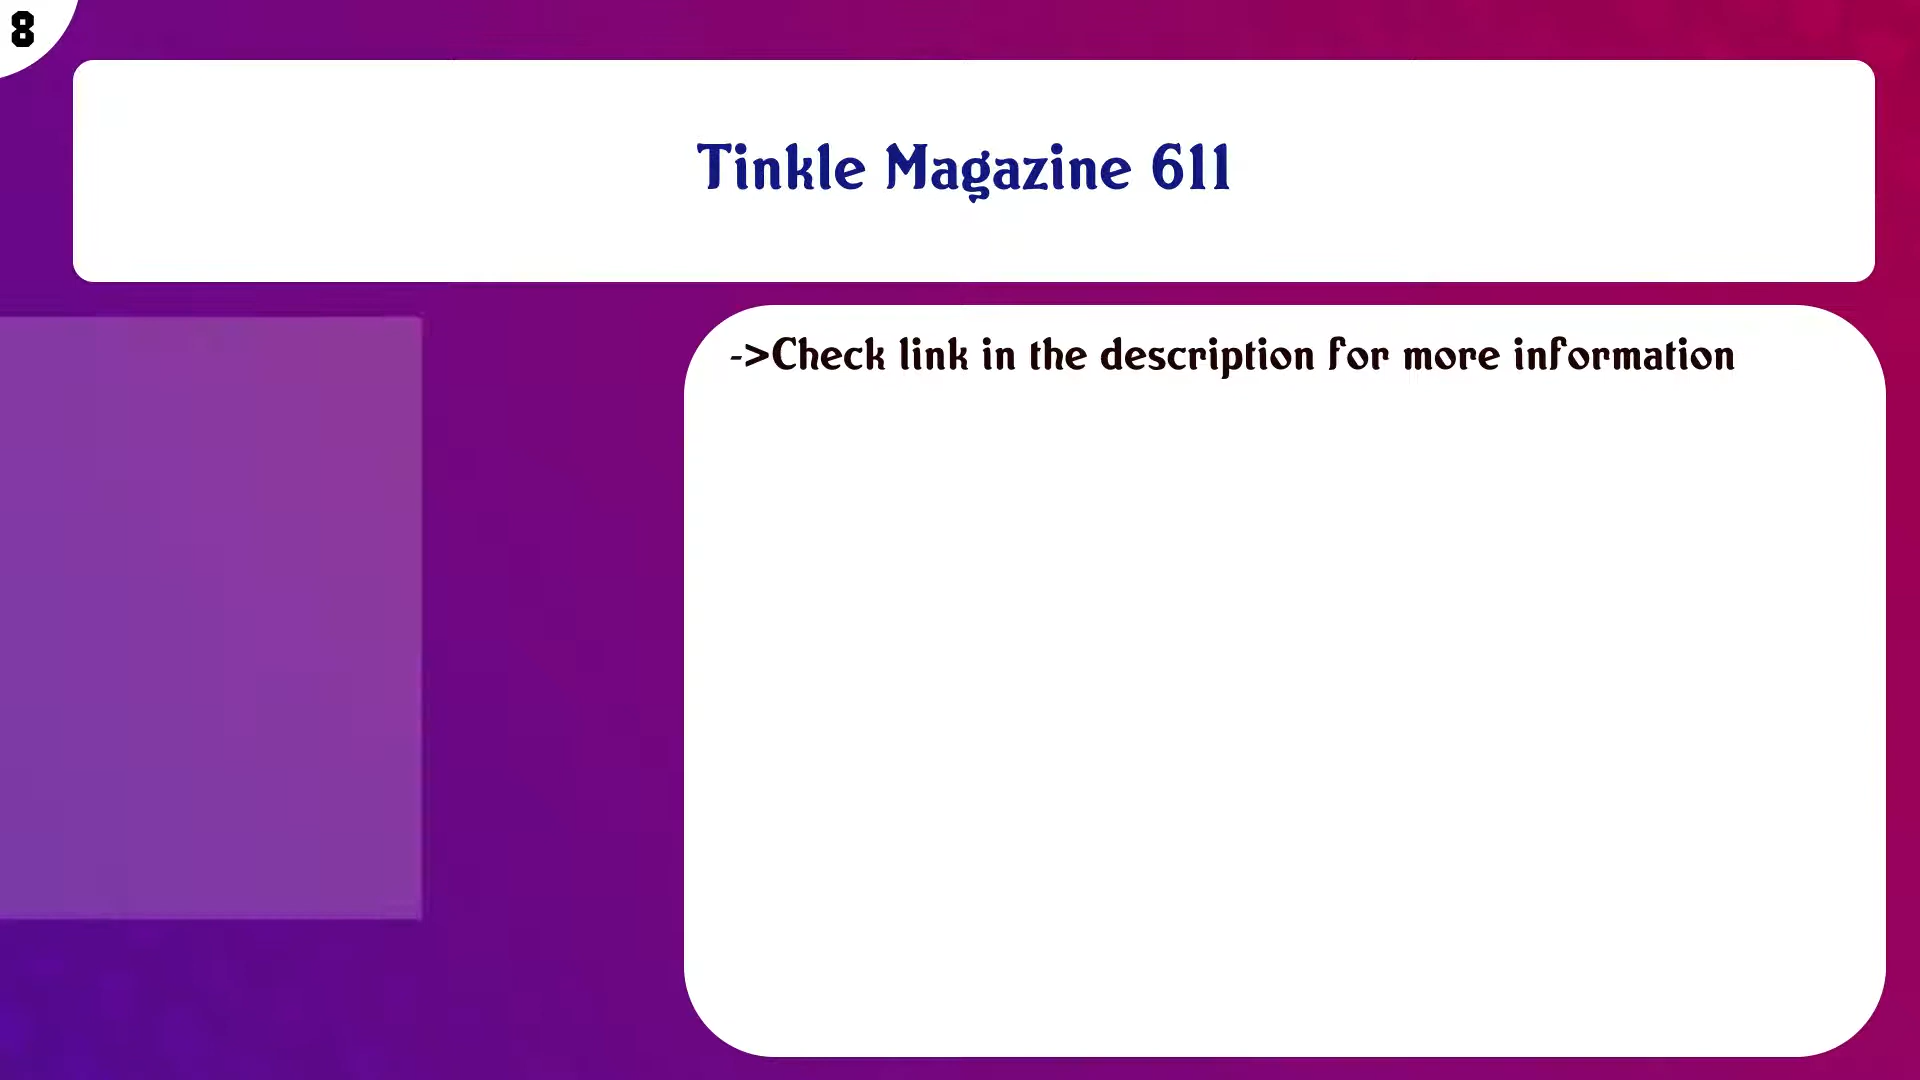 8
Tinkle Magazine 611
->Check link in the description for more information